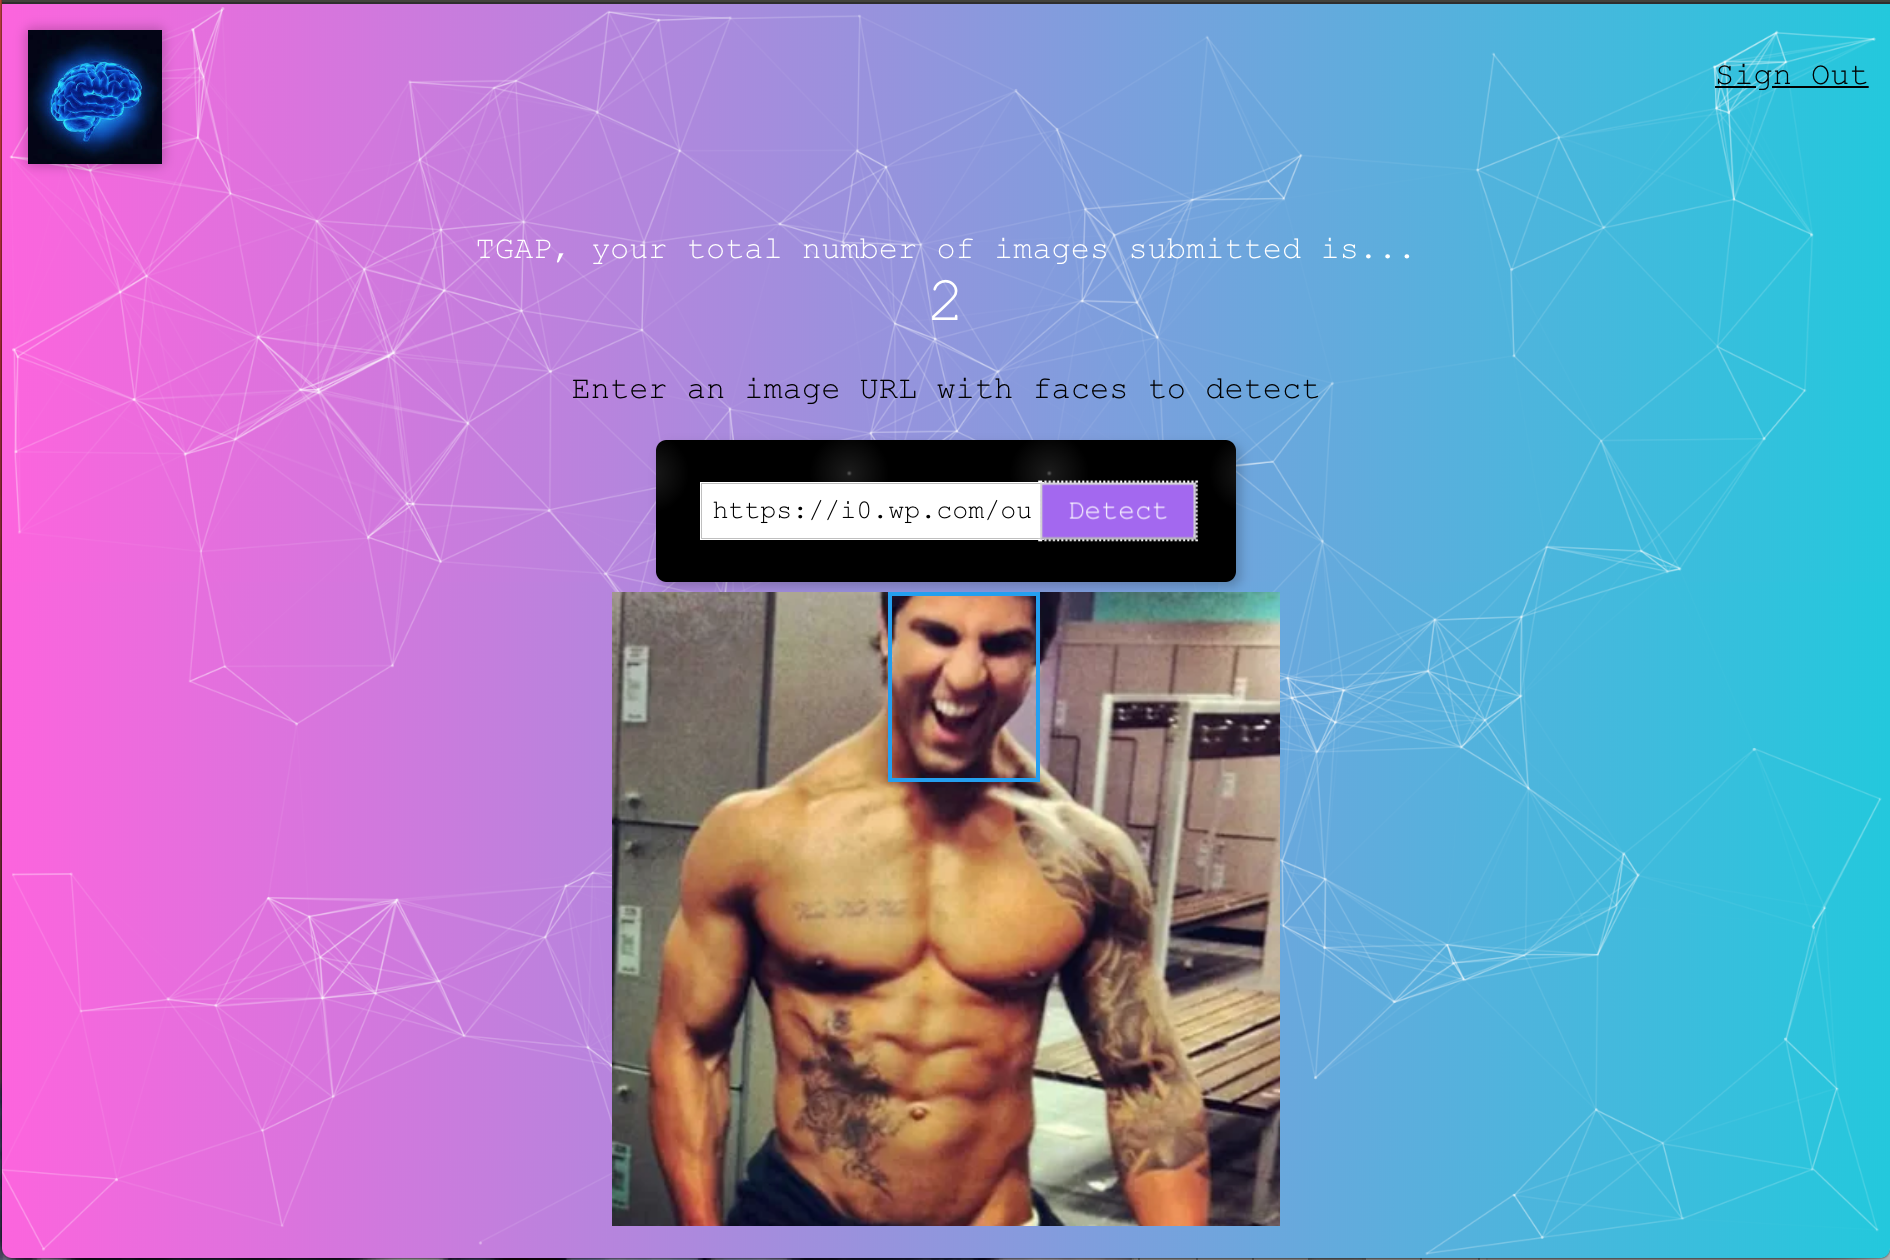 Sign Out
TGAP, your total number of images submitted is...
2
Enter an image URL with faces to detect
https://i0.wp.com/ou
Detect